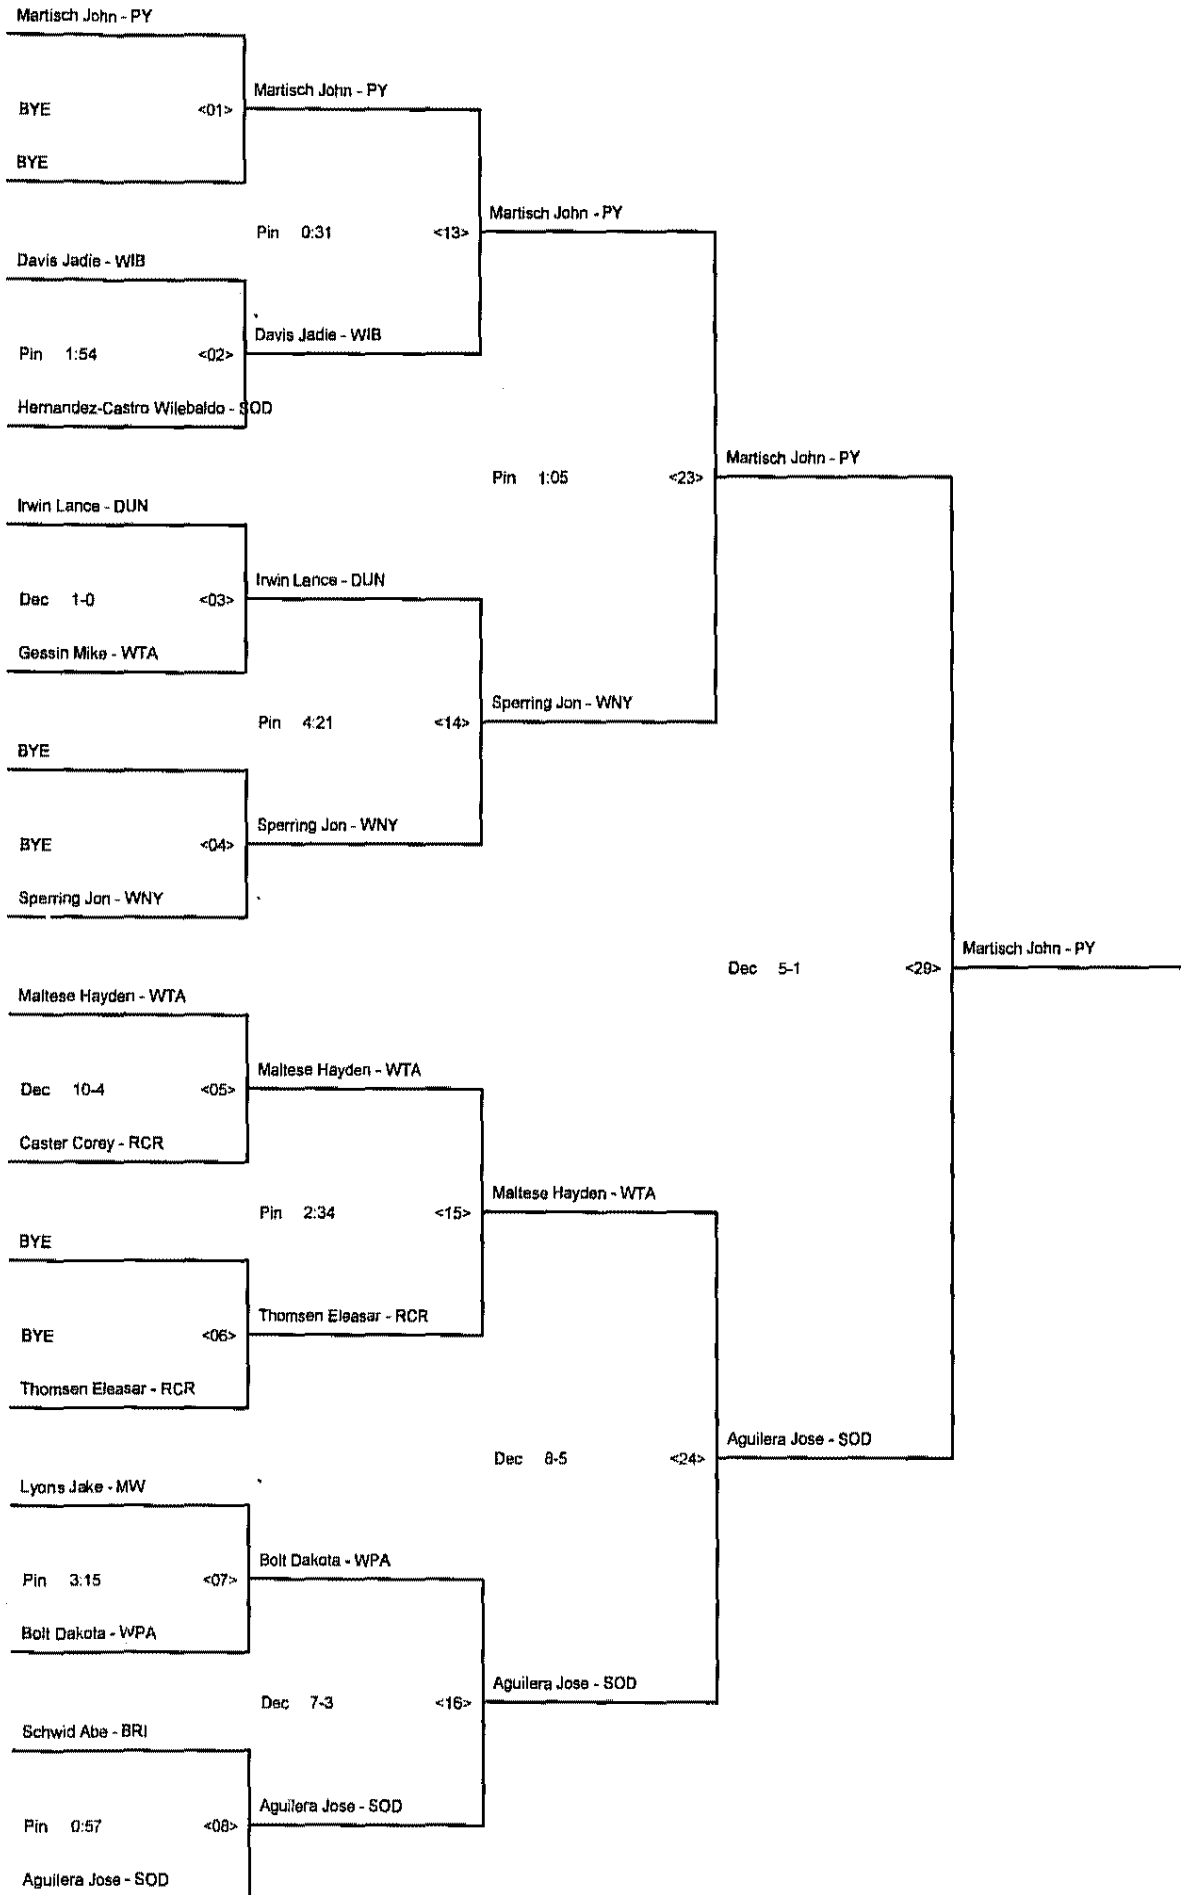 Martisch John - PY
Martisch John - PY
BYE <01>
BYE
Martisch John - PY
Pin 0:31 <13>
Davis Jadie - WIB
Davis Jadie - WIB
Pin 1:54 <02>
Hernandez-Castro Wilebaldo - SOD
Martisch John - PY
Pin 1:05 <23>
Irwin Lance - DUN
Irwin Lance - DUN
Dec 1-0 <03>
Gessin Mike - WTA
Sperring Jon - WNY
Pin 4:21 <14>
BYE
Sperring Jon - WNY
BYE <04>
Sperring Jon - WNY
Martisch John - PY
Dec 5-1 <29>
Maltese Hayden - WTA
Maltese Hayden - WTA
Dec 10-4 <05>
Caster Corey - RCR
Maltese Hayden - WTA
Pin 2:34 <15>
BYE
Thomsen Eleasar - RCR
BYE <06>
Thomsen Eleasar - RCR
Aguilera Jose - SOD
Dec 8-5 <24>
Lyons Jake - MW
Bolt Dakota - WPA
Pin 3:15 <07>
Bolt Dakota - WPA
Aguilera Jose - SOD
Dec 7-3 <16>
Schwid Abe - BRI
Aguilera Jose - SOD
Pin 0:57 <08>
Aguilera Jose - SOD